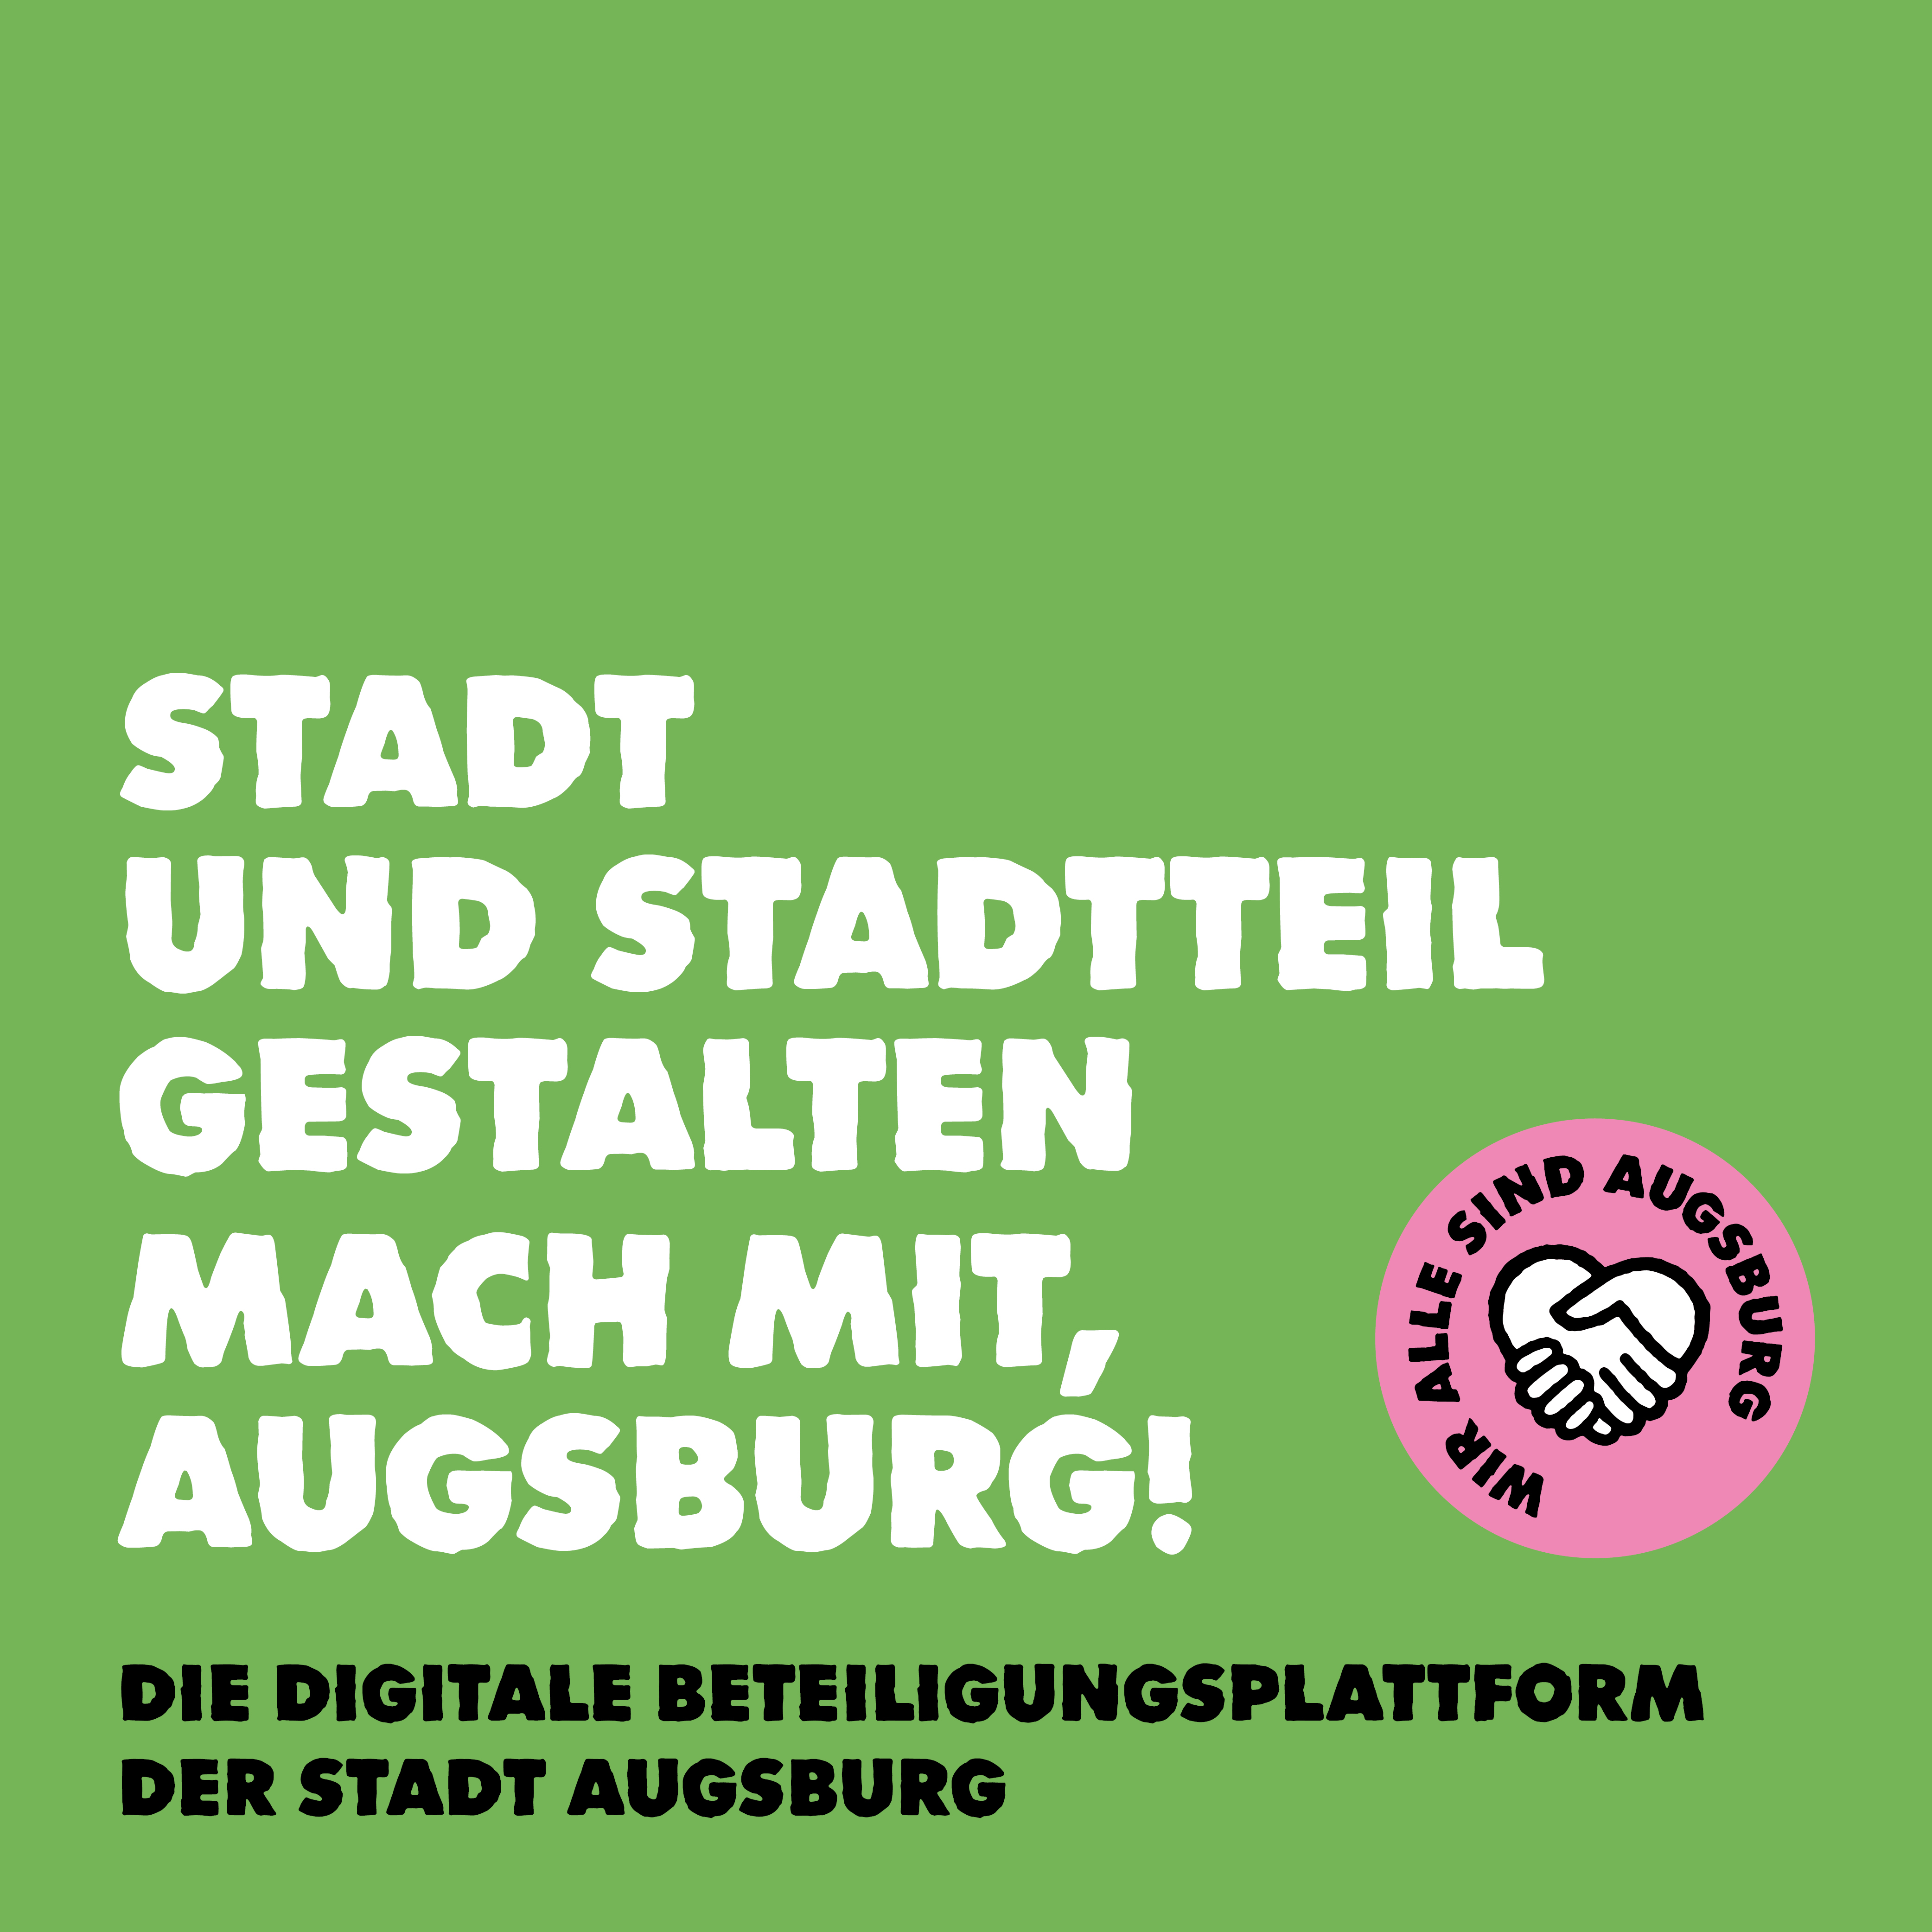 STADT
UND STADTTEIL
GESTALTEN
MACH MIT,
AUGSBURG!
WIR ALLE SIND AUGSBURG
DIE DIGITALE BETEILIGUNGSPLATTFORM
DER STADT AUGSBURG